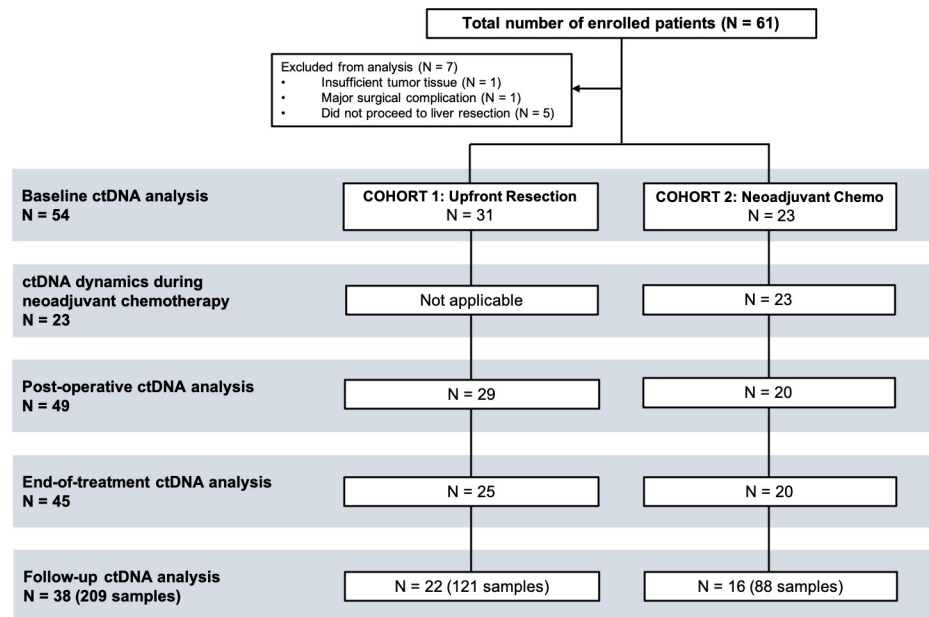 Total number of enrolled patients (N = 61)
Excluded from analysis (N = 7)
• Insufficient tumor tissue (N = 1)
• Major surgical complication (N = 1)
• Did not proceed to liver resection (N = 5)
Baseline ctDNA analysis
N = 54
COHORT 1: Upfront Resection
N = 31
COHORT 2: Neoadjuvant Chemo
N = 23
ctDNA dynamics during
neoadjuvant chemotherapy
N = 23
Not applicable
N = 23
Post-operative ctDNA analysis
N = 49
N = 29
N = 20
End-of-treatment ctDNA analysis
N = 45
N = 25
N = 20
Follow-up ctDNA analysis
N = 38 (209 samples)
N = 22 (121 samples)
N = 16 (88 samples)